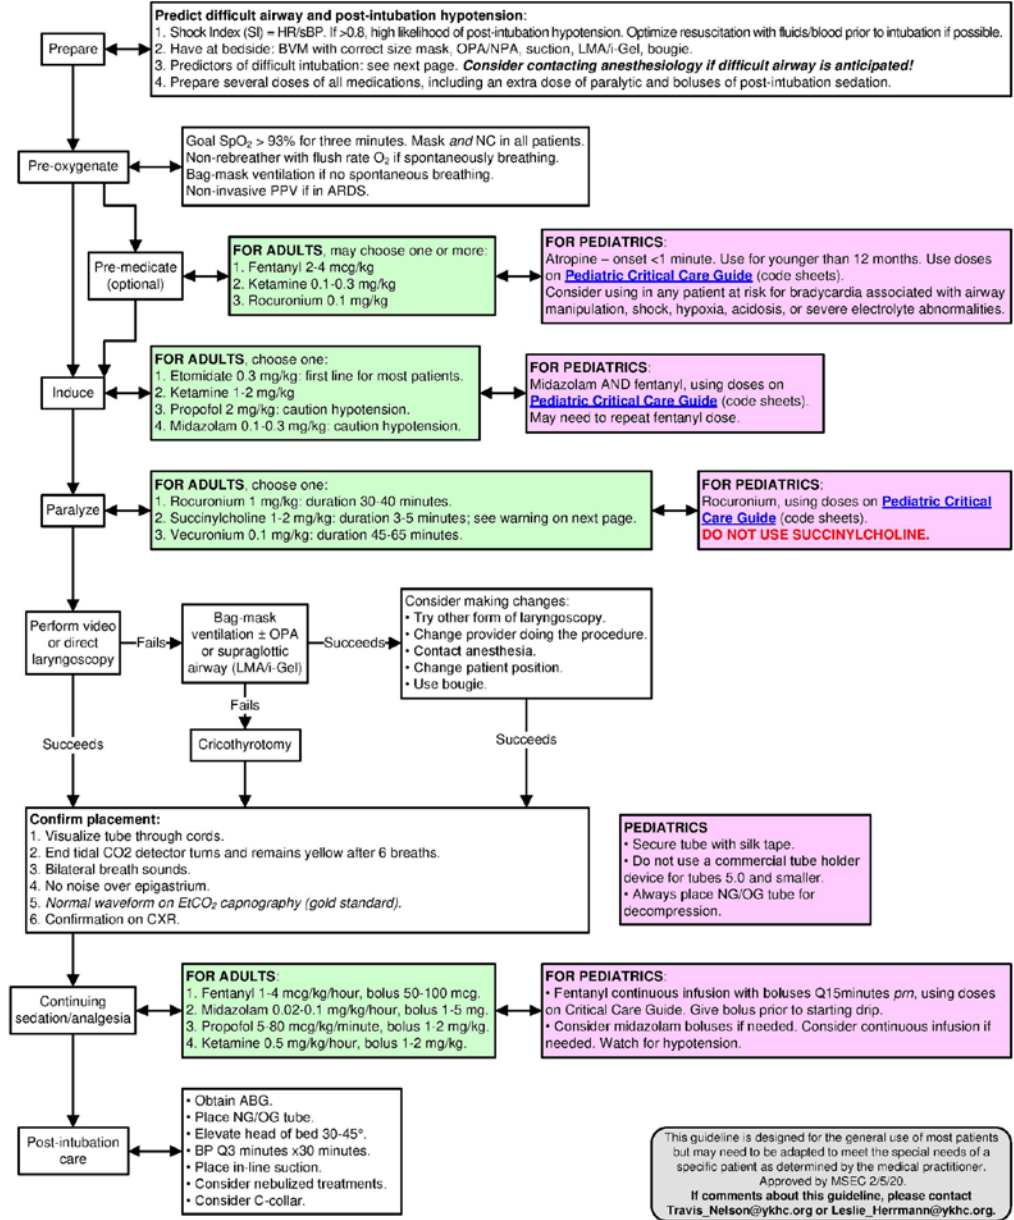 Prepare
Predict difficult airway and post-intubation hypotension:
1. Shock Index (SI) = HR/sBP. If >0.8, high likelihood of post-intubation hypotension. Optimize resuscitation with fluids/blood prior to intubation if possible.
2. Have at bedside: BVM with correct size mask, OPA/NPA, suction, LMA/i-Gel, bougie.
3. Predictors of difficult intubation: see next page. Consider contacting anesthesiology if difficult airway is anticipated!
4. Prepare several doses of all medications, including an extra dose of paralytic and boluses of post-intubation sedation.
Pre-oxygenate
Goal SpO₂ > 93% for three minutes. Mask and NC in all patients.
Non-rebreather with flush rate O₂ if spontaneously breathing.
Bag-mask ventilation if no spontaneous breathing.
Non-invasive PPV if in ARDS.
Pre-medicate
(optional)
FOR ADULTS, may choose one or more:
1. Fentanyl 2-4 mcg/kg
2. Ketamine 0.1-0.3 mg/kg
3. Rocuronium 0.1 mg/kg
FOR PEDIATRICS:
Atropine – onset <1 minute. Use for younger than 12 months. Use doses
on Pediatric Critical Care Guide (code sheets).
Consider using in any patient at risk for bradycardia associated with airway
manipulation, shock, hypoxia, acidosis, or severe electrolyte abnormalities.
Induce
FOR ADULTS, choose one:
1. Etomidate 0.3 mg/kg: first line for most patients.
2. Ketamine 1-2 mg/kg
3. Propofol 2 mg/kg: caution hypotension.
4. Midazolam 0.1-0.3 mg/kg: caution hypotension.
FOR PEDIATRICS:
Midazolam AND fentanyl, using doses on
Pediatric Critical Care Guide (code sheets).
May need to repeat fentanyl dose.
Paralyze
FOR ADULTS, choose one:
1. Rocuronium 1 mg/kg: duration 30-40 minutes.
2. Succinylcholine 1-2 mg/kg: duration 3-5 minutes; see warning on next page.
3. Vecuronium 0.1 mg/kg: duration 45-65 minutes.
FOR PEDIATRICS:
Rocuronium, using doses on Pediatric Critical
Care Guide (code sheets).
DO NOT USE SUCCINYLCHOLINE.
Perform video
or direct
laryngoscopy
Fails
Bag-mask
ventilation ± OPA
or supraglottic
airway (LMA/i-Gel)
Succeeds
Consider making changes:
• Try other form of laryngoscopy.
• Change provider doing the procedure.
• Contact anesthesia.
• Change patient position.
• Use bougie.
Fails
Succeeds
Cricothyrotomy
Succeeds
Confirm placement:
1. Visualize tube through cords.
2. End tidal CO2 detector turns and remains yellow after 6 breaths.
3. Bilateral breath sounds.
4. No noise over epigastrium.
5. Normal waveform on EtCO₂ capnography (gold standard).
6. Confirmation on CXR.
PEDIATRICS
• Secure tube with silk tape.
• Do not use a commercial tube holder
device for tubes 5.0 and smaller.
• Always place NG/OG tube for
decompression.
Continuing
sedation/analgesia
FOR ADULTS:
1. Fentanyl 1-4 mcg/kg/hour, bolus 50-100 mcg.
2. Midazolam 0.02-0.1 mg/kg/hour, bolus 1-5 mg.
3. Propofol 5-80 mcg/kg/minute, bolus 1-2 mg/kg.
4. Ketamine 0.5 mg/kg/hour, bolus 1-2 mg/kg.
FOR PEDIATRICS:
• Fentanyl continuous infusion with boluses Q15minutes prn, using doses
on Critical Care Guide. Give bolus prior to starting drip.
• Consider midazolam boluses if needed. Consider continuous infusion if
needed. Watch for hypotension.
Post-intubation
care
• Obtain ABG.
• Place NG/OG tube.
• Elevate head of bed 30-45°.
• BP Q3 minutes x30 minutes.
• Place in-line suction.
• Consider nebulized treatments.
• Consider C-collar.
This guideline is designed for the general use of most patients
but may need to be adapted to meet the special needs of a
specific patient as determined by the medical practitioner.
Approved by MSEC 2/5/20.
If comments about this guideline, please contact
Travis_Nelson@ykhc.org or Leslie_Herrmann@ykhc.org.